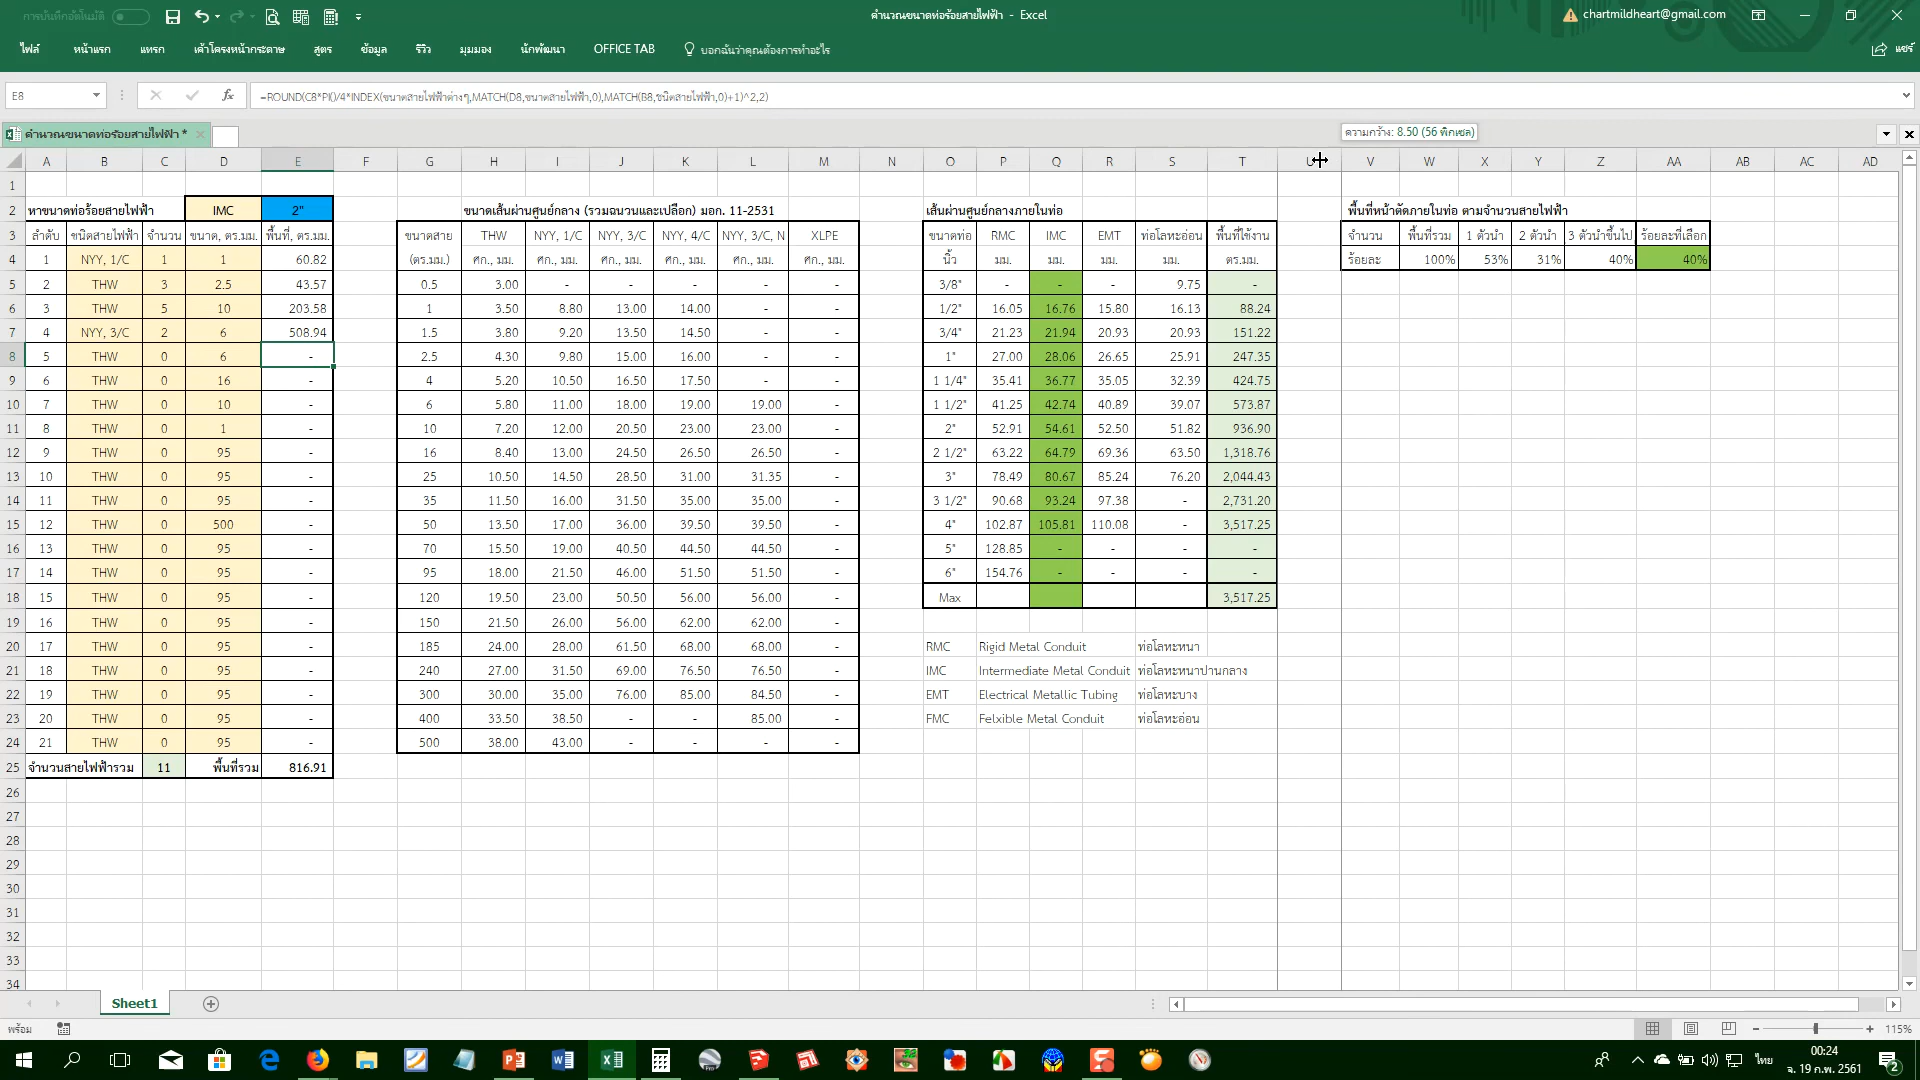 การบันทึกอัตโนมัติ
คำนวณขนาดท่อร้อยสายไฟฟ้า - Excel
chartmildheart@gmail.com
ไฟล์ หน้าแรก แทรก เค้าโครงหน้ากระดาษ สูตร ข้อมูล รีวิว มุมมอง นักพัฒนา OFFICE TAB บอกฉันว่าคุณต้องการทำอะไร แชร์
E8 fx =ROUND(C8*PI()/4*INDEX(ขนาดสายไฟฟ้าต่างๆ,MATCH(D8,ขนาดสายไฟฟ้า,0),MATCH(B8,ชนิดสายไฟฟ้า,0)+1)^2,2)
คำนวณขนาดท่อร้อยสายไฟฟ้า *
ความกว้าง: 8.50 (56 พิกเซล)
A B C D E F G H I J K L M N O P Q R S T U V W X Y Z AA AB AC AD
1
2 หาขนาดท่อร้อยสายไฟฟ้า IMC 2" ขนาดเส้นผ่านศูนย์กลาง (รวมฉนวนและเปลือก) มอก. 11-2531 เส้นผ่านศูนย์กลางภายในท่อ พื้นที่หน้าตัดภายในท่อ ตามจำนวนสายไฟฟ้า
3 ลำดับ ชนิดสายไฟฟ้า จำนวน ขนาด, ตร.มม. พื้นที่, ตร.มม. ขนาดสาย THW NYY, 1/C NYY, 3/C NYY, 4/C NYY, 3/C, N XLPE ขนาดท่อ RMC IMC EMT ท่อโลหะอ่อน พื้นที่ใช้งาน จำนวน พื้นที่รวม 1 ตัวนำ 2 ตัวนำ 3 ตัวนำขึ้นไป ร้อยละที่เลือก
4 1 NYY, 1/C 1 1 60.82 (ตร.มม.) ศก., มม. ศก., มม. ศก., มม. ศก., มม. ศก., มม. ศก., มม. นิ้ว มม. มม. มม. มม. ตร.มม. ร้อยละ 100% 53% 31% 40% 40%
5 2 THW 3 2.5 43.57 0.5 3.00 - - - - - 3/8" - - - 9.75 -
6 3 THW 5 10 203.58 1 3.50 8.80 13.00 14.00 - - 1/2" 16.05 16.76 15.80 16.13 88.24
7 4 NYY, 3/C 2 6 508.94 1.5 3.80 9.20 13.50 14.50 - - 3/4" 21.23 21.94 20.93 20.93 151.22
8 5 THW 0 6 - 2.5 4.30 9.80 15.00 16.00 - - 1" 27.00 28.06 26.65 25.91 247.35
9 6 THW 0 16 - 4 5.20 10.50 16.50 17.50 - - 1 1/4" 35.41 36.77 35.05 32.39 424.75
10 7 THW 0 10 - 6 5.80 11.00 18.00 19.00 19.00 - 1 1/2" 41.25 42.74 40.89 39.07 573.87
11 8 THW 0 1 - 10 7.20 12.00 20.50 23.00 23.00 - 2" 52.91 54.61 52.50 51.82 936.90
12 9 THW 0 95 - 16 8.40 13.00 24.50 26.50 26.50 - 2 1/2" 63.22 64.79 69.36 63.50 1,318.76
13 10 THW 0 95 - 25 10.50 14.50 28.50 31.00 31.35 - 3" 78.49 80.67 85.24 76.20 2,044.43
14 11 THW 0 95 - 35 11.50 16.00 31.50 35.00 35.00 - 3 1/2" 90.68 93.24 97.38 - 2,731.20
15 12 THW 0 500 - 50 13.50 17.00 36.00 39.50 39.50 - 4" 102.87 105.81 110.08 - 3,517.25
16 13 THW 0 95 - 70 15.50 19.00 40.50 44.50 44.50 - 5" 128.85 - - - -
17 14 THW 0 95 - 95 18.00 21.50 46.00 51.50 51.50 - 6" 154.76 - - - -
18 15 THW 0 95 - 120 19.50 23.00 50.50 56.00 56.00 - Max 3,517.25
19 16 THW 0 95 - 150 21.50 26.00 56.00 62.00 62.00 -
20 17 THW 0 95 - 185 24.00 28.00 61.50 68.00 68.00 - RMC Rigid Metal Conduit ท่อโลหะหนา
21 18 THW 0 95 - 240 27.00 31.50 69.00 76.50 76.50 - IMC Intermediate Metal Conduit ท่อโลหะหนาปานกลาง
22 19 THW 0 95 - 300 30.00 35.00 76.00 85.00 84.50 - EMT Electrical Metallic Tubing ท่อโลหะบาง
23 20 THW 0 95 - 400 33.50 38.50 - - 85.00 - FMC Felxible Metal Conduit ท่อโลหะอ่อน
24 21 THW 0 95 - 500 38.00 43.00 - - - -
25 จำนวนสายไฟฟ้ารวม 11 พื้นที่รวม 816.91
26
27
28
29
30
31
32
33
34
Sheet1
พร้อม 115%
ไทย 00:24
จ. 19 ก.พ. 2561
2